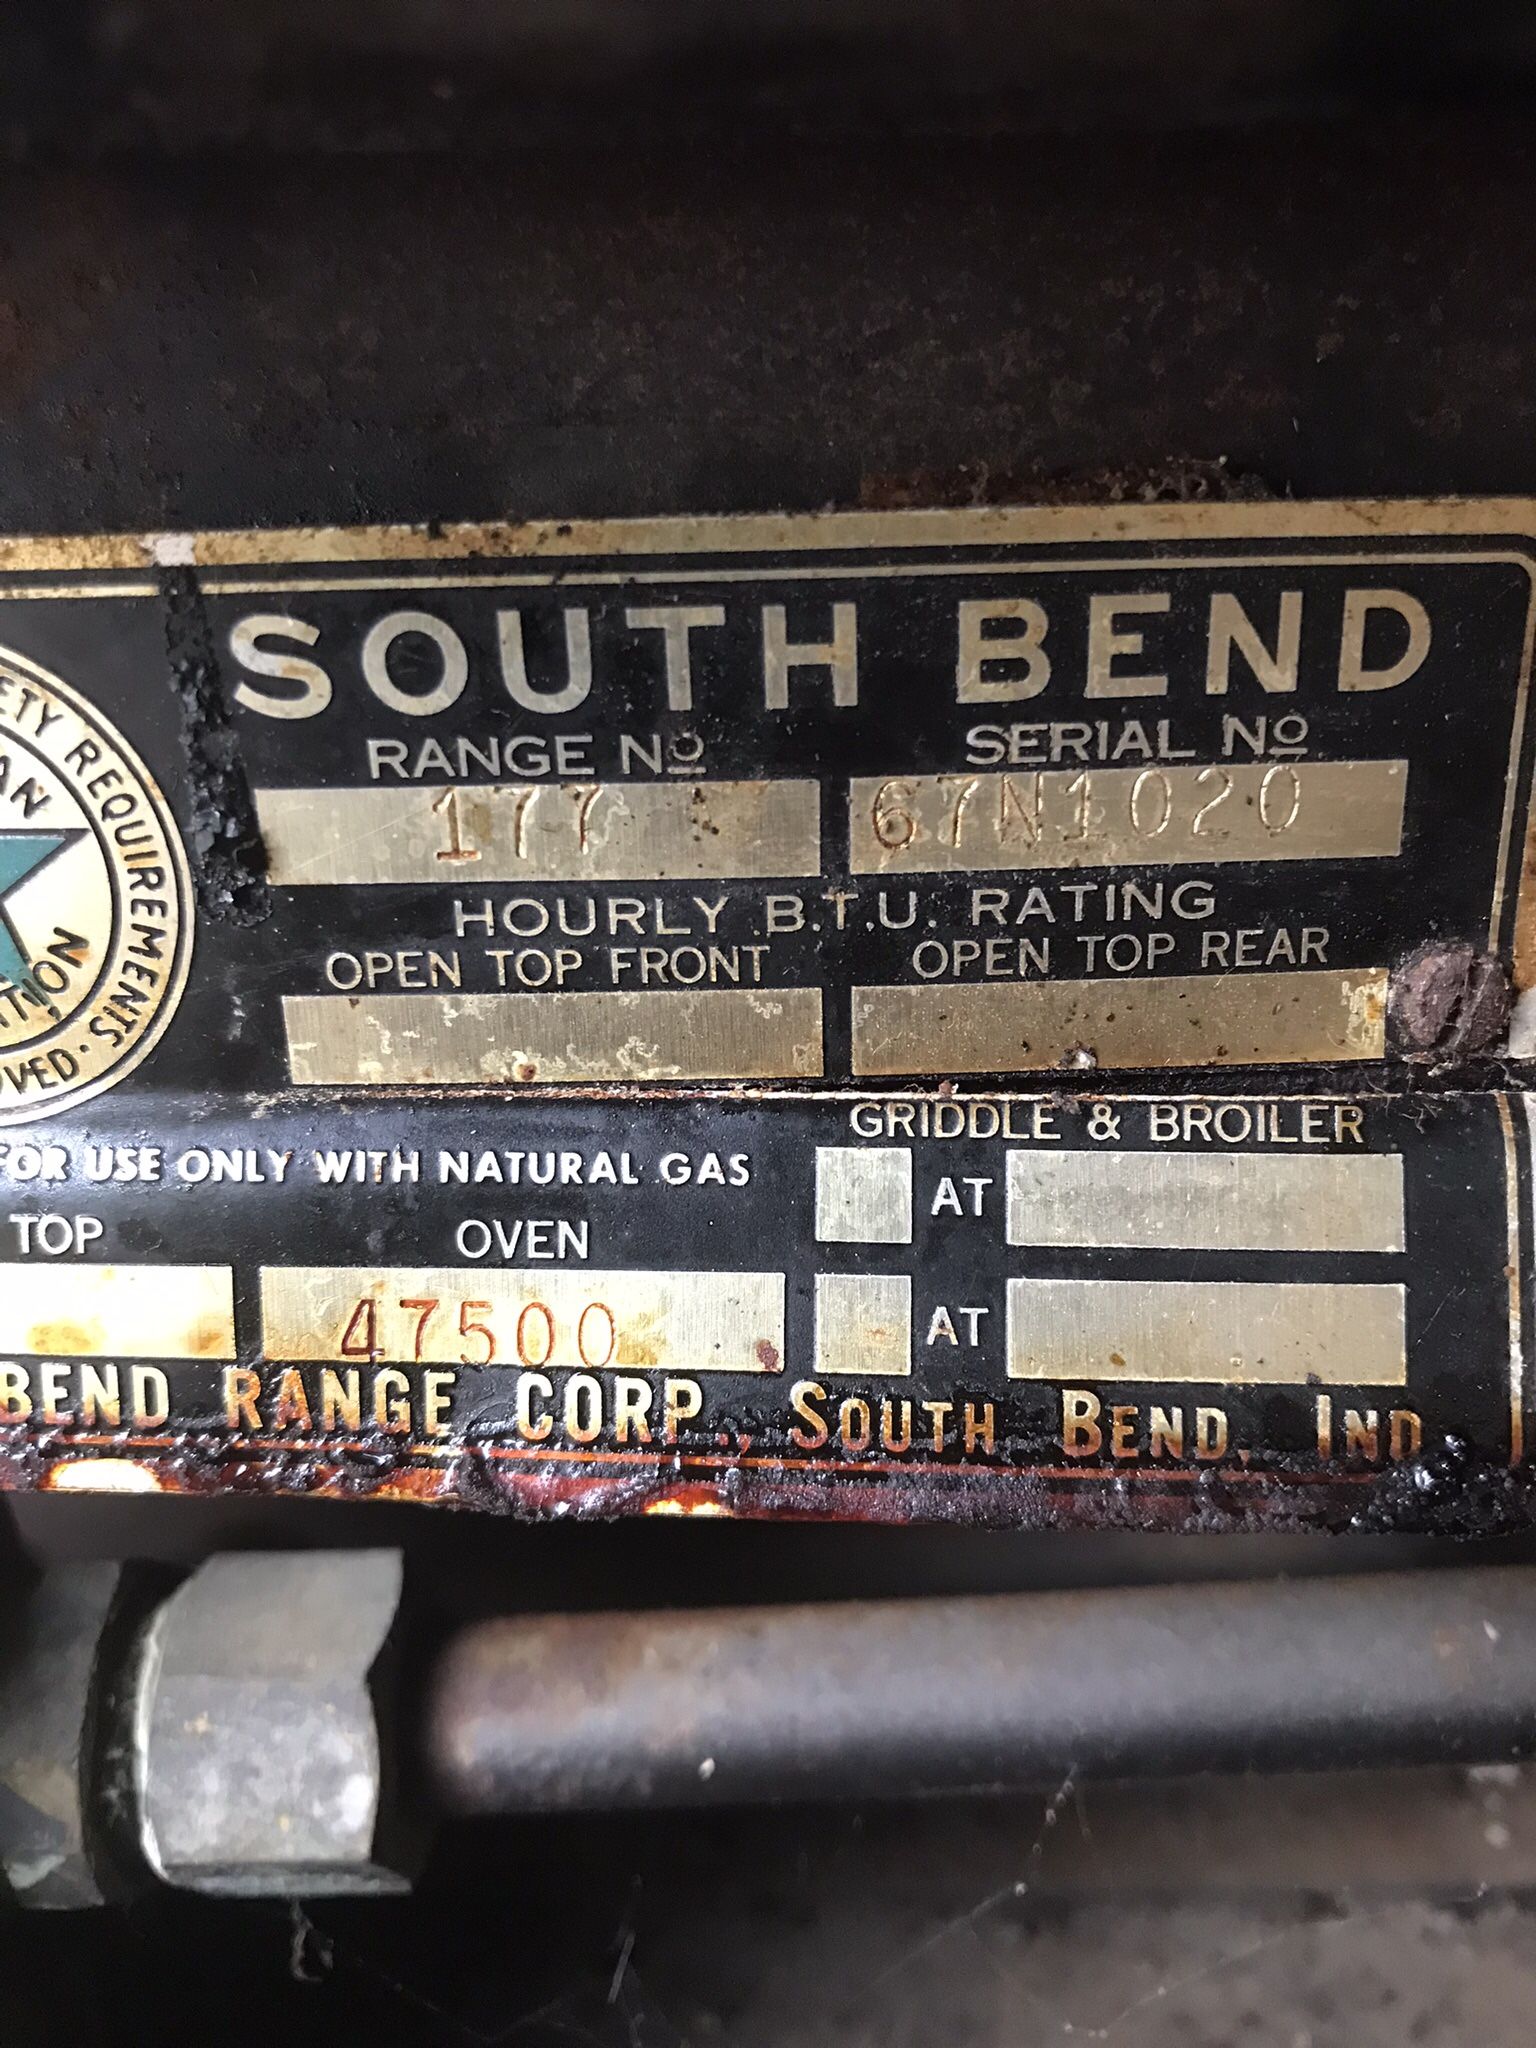 SOUTH BEND
RANGE No SERIAL No
177 67N1020
HOURLY B.T.U. RATING
OPEN TOP FRONT OPEN TOP REAR
REQUIREMENTS
GRIDDLE & BROILER
FOR USE ONLY WITH NATURAL GAS
AT
TOP OVEN
47500
AT
BEND RANGE CORP., SOUTH BEND, IND